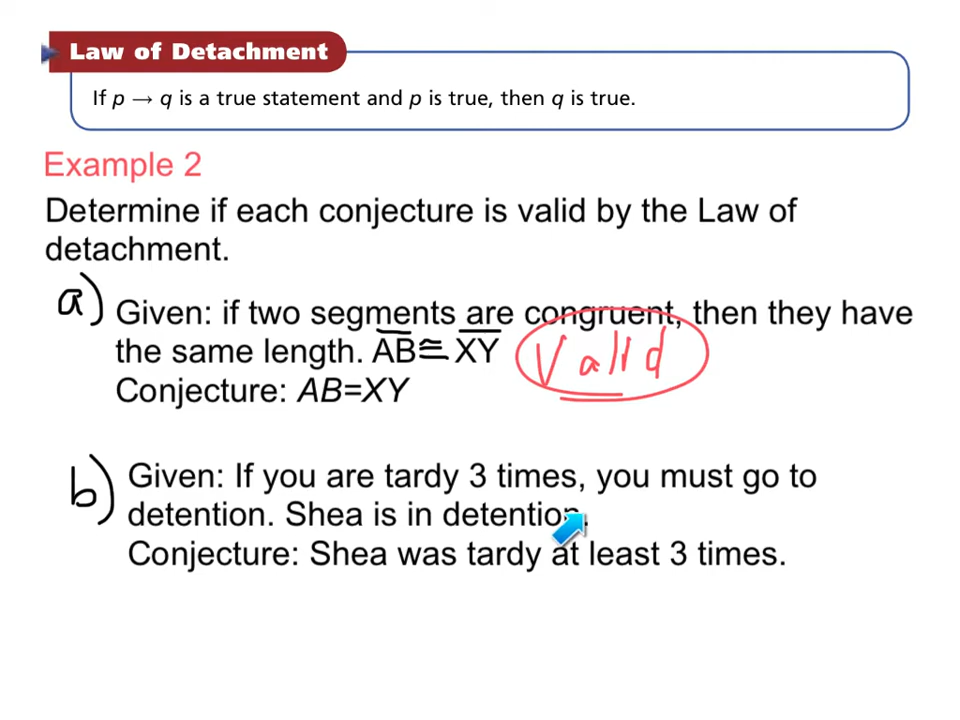 Law of Detachment
If p → q is a true statement and p is true, then q is true.
Example 2
Determine if each conjecture is valid by the Law of
detachment.
a) Given: if two segments are congruent, then they have
the same length. A̅B̅ ≅ X̅Y̅ Valid
Conjecture: AB=XY
b) Given: If you are tardy 3 times, you must go to
detention. Shea is in detention.
Conjecture: Shea was tardy at least 3 times.